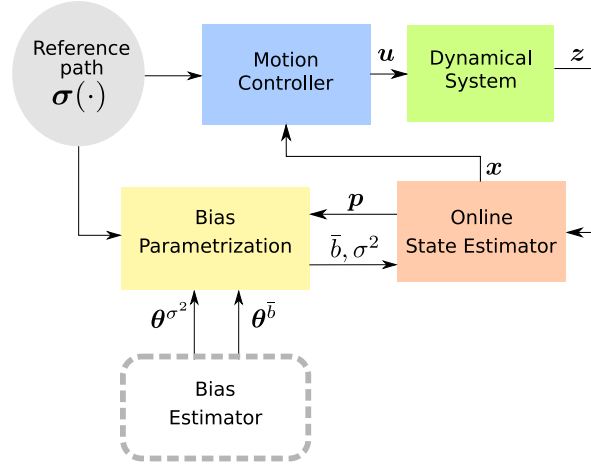 Reference
path
σ(·)
Motion
Controller
u
Dynamical
System
z
x
Bias
Parametrization
p
b̄, σ²
Online
State Estimator
θ^{σ²}
θ^{b̄}
Bias
Estimator